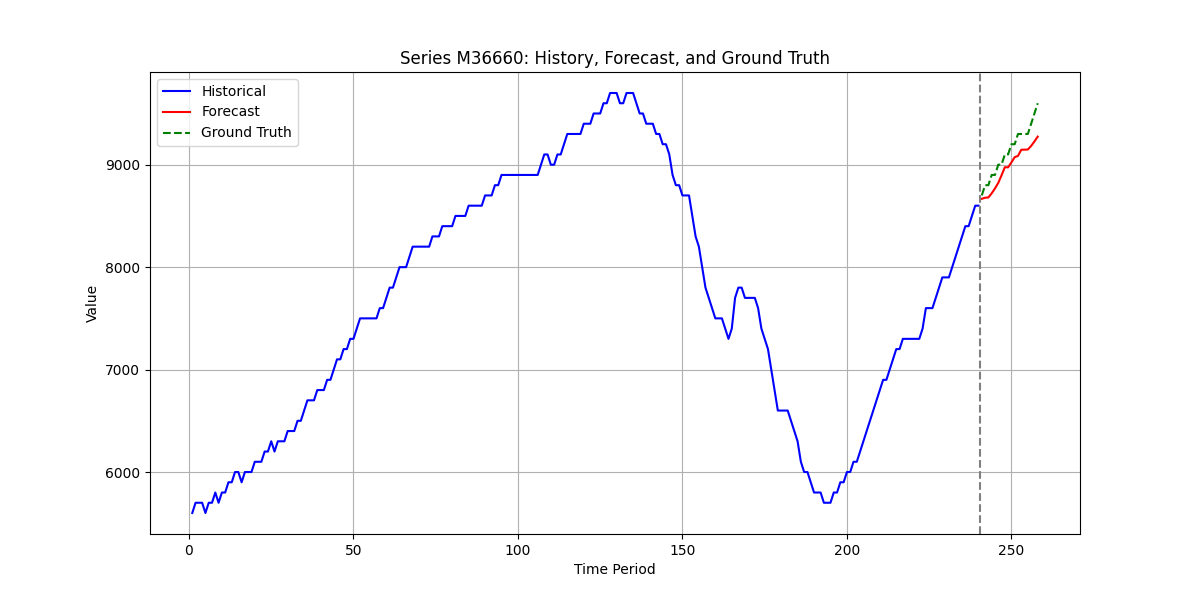 Series M36660: History, Forecast, and Ground Truth
Historical
Forecast
Ground Truth
9000
8000
7000
6000
Value
0 50 100 150 200 250
Time Period